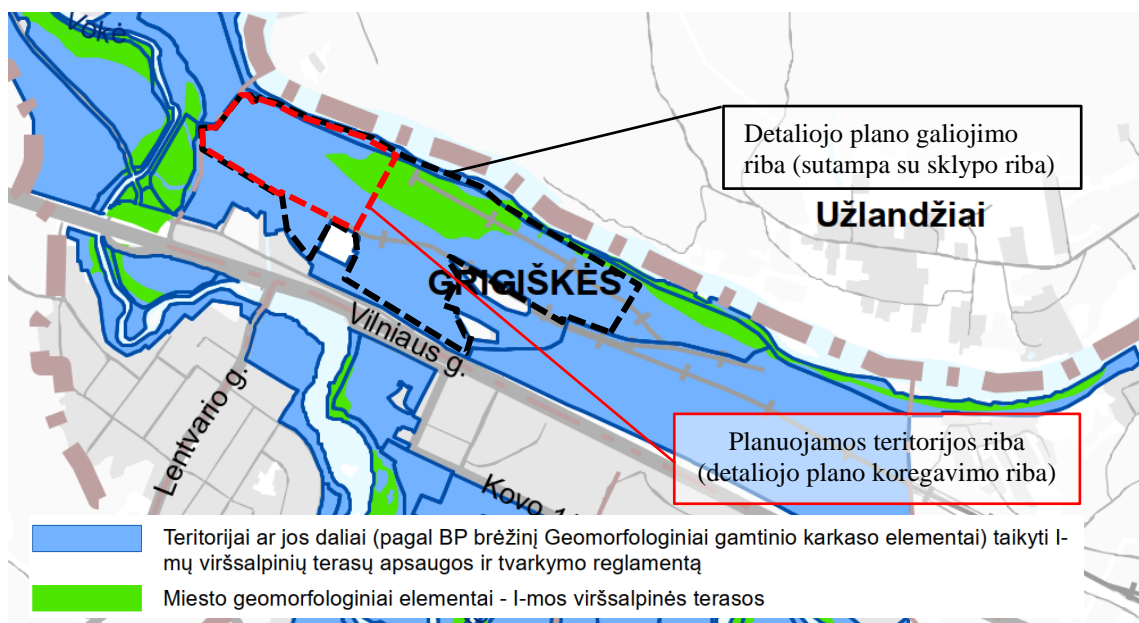 Vokė
Detaliojo plano galiojimo
riba (sutampa su sklypo riba)
Užlandžiai
GRIGIŠKĖS
Vilniaus g.
Lentvario g.
Planuojamos teritorijos riba
(detaliojo plano koregavimo riba)
Kovo
Teritorijai ar jos daliai (pagal BP brėžinį Geomorfologiniai gamtinio karkaso elementai) taikyti I-
mų viršsalpinių terasų apsaugos ir tvarkymo reglamentą
Miesto geomorfologiniai elementai - I-mos viršsalpinės terasos